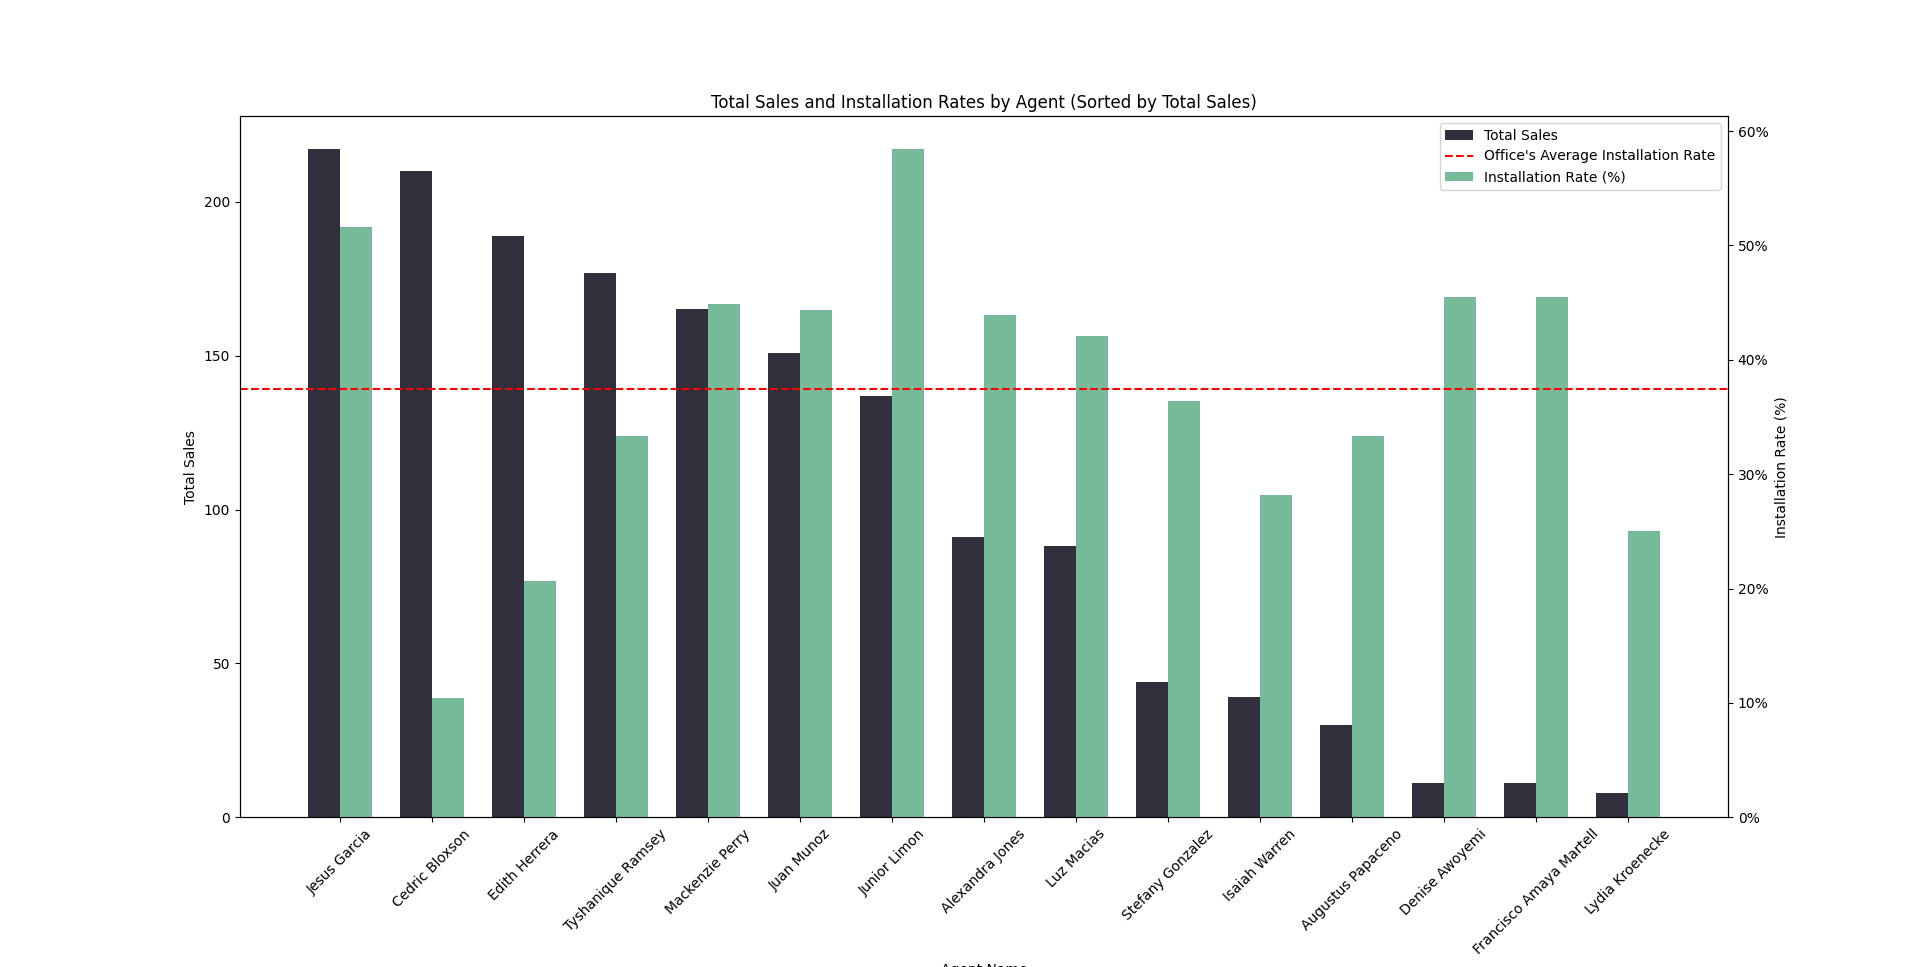 Total Sales and Installation Rates by Agent (Sorted by Total Sales)
Total Sales
Office's Average Installation Rate
Installation Rate (%)
200
150
100
50
0
Total Sales
60%
50%
40%
30%
20%
10%
0%
Installation Rate (%)
Jesus Garcia
Cedric Bloxson
Edith Herrera
Tyshanique Ramsey
Mackenzie Perry
Juan Munoz
Junior Limon
Alexandra Jones
Luz Macias
Stefany Gonzalez
Isaiah Warren
Augustus Papaceno
Denise Awoyemi
Francisco Amaya Martell
Lydia Kroenecke
Agent Name